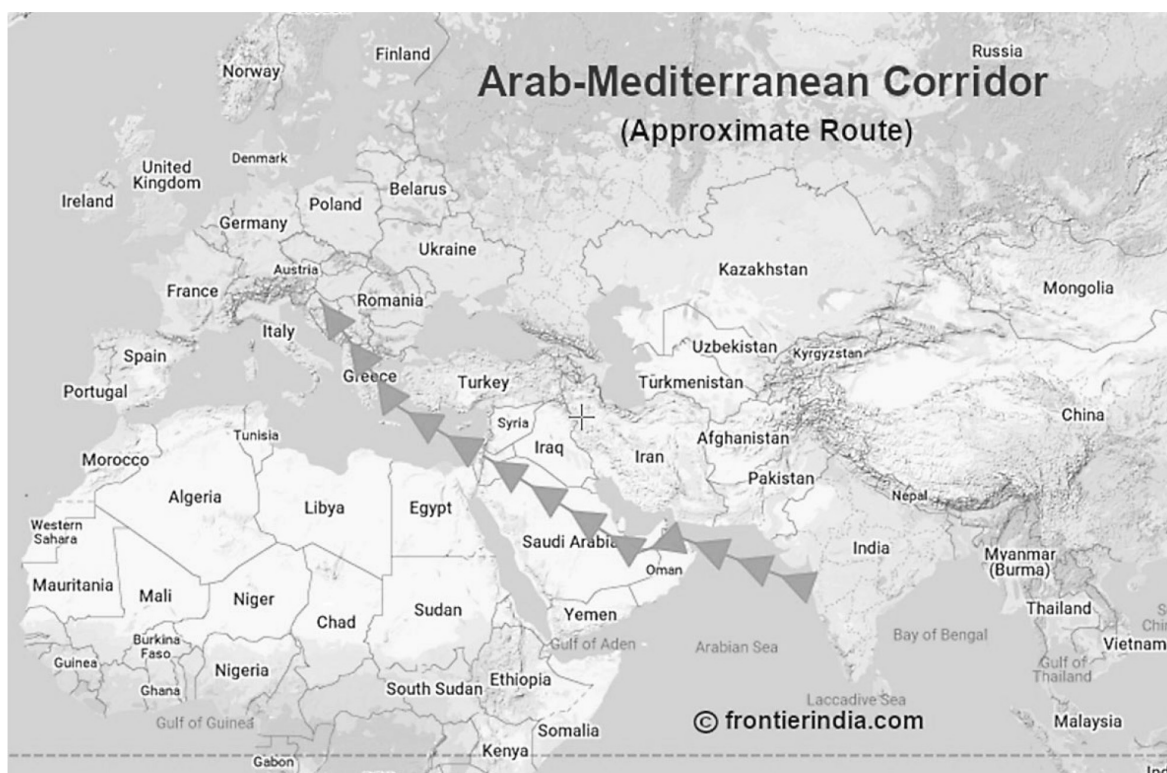 Finland
Russia
Norway
Arab-Mediterranean Corridor
(Approximate Route)
Denmark
United
Kingdom
Ireland
Belarus
Poland
Germany
Ukraine
Austria
Kazakhstan
France
Romania
Mongolia
Italy
Uzbekistan
Kyrgyzstan
Spain
Greece
Turkey
Türkmenistan
Portugal
China
Syria
Tunisia
Afghanistan
Iraq
Iran
Morocco
Pakistan
Algeria
Nepal
Libya
Egypt
Western
Sahara
Saudi Arabia
India
Myanmar
(Burma)
Oman
Mauritania
Mali
Niger
Sudan
Thailand
Yemen
Chad
Bay of Bengal
Burkina
Faso
Gulf of Aden
Arabian Sea
Vietnam
Guinea
Nigeria
Gulf of
Thailand
Ethiopia
Ghana
South Sudan
Laccadive Sea
Gulf of Guinea
© frontierindia.com
Malaysia
Somalia
Kenya
Gabon